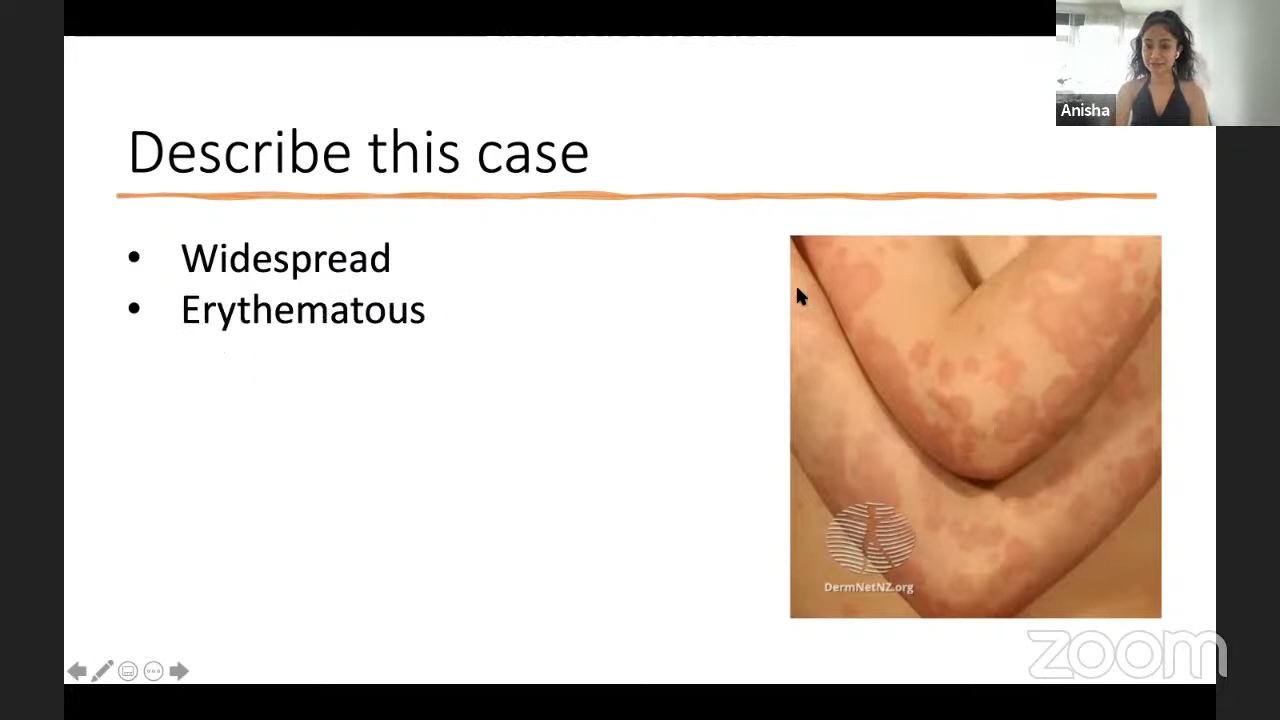 Anisha
Describe this case
• Widespread
• Erythematous
DermNetNZ.org
zoom